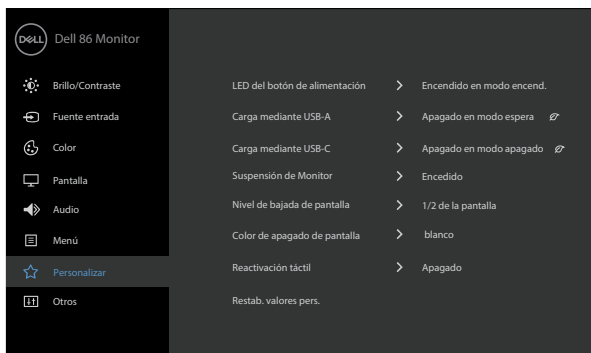 DELL Dell 86 Monitor
Brillo/Contraste
Fuente entrada
Color
Pantalla
Audio
Menú
Personalizar
Otros
LED del botón de alimentación Encendido en modo encend.
Carga mediante USB-A Apagado en modo espera
Carga mediante USB-C Apagado en modo apagado
Suspensión de Monitor Encedido
Nivel de bajada de pantalla 1/2 de la pantalla
Color de apagado de pantalla blanco
Reactivación táctil Apagado
Restab. valores pers.